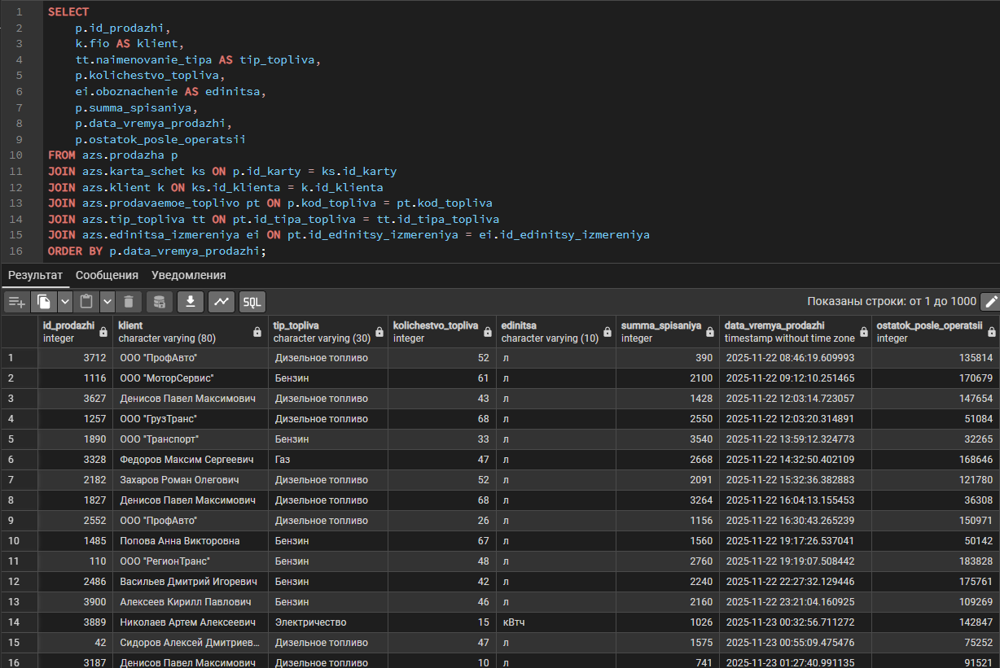 1 SELECT
2 p.id_prodazhi,
3 k.fio AS klient,
4 tt.naimenovanie_tipa AS tip_topliva,
5 p.kolichestvo_topliva,
6 ei.oboznachenie AS edinitsa,
7 p.summa_spisaniya,
8 p.data_vremya_prodazhi,
9 p.ostatok_posle_operatsii
10 FROM azs.prodazha p
11 JOIN azs.karta_schet ks ON p.id_karty = ks.id_karty
12 JOIN azs.klient k ON ks.id_klienta = k.id_klienta
13 JOIN azs.prodavaemoe_toplivo pt ON p.kod_topliva = pt.kod_topliva
14 JOIN azs.tip_topliva tt ON pt.id_tipa_topliva = tt.id_tipa_topliva
15 JOIN azs.edinitsa_izmereniya ei ON pt.id_edinitsy_izmereniya = ei.id_edinitsy_izmereniya
16 ORDER BY p.data_vremya_prodazhi;
Результат Сообщения Уведомления
SQL Показаны строки: от 1 до 1000
id_prodazhi klient tip_topliva kolichestvo_topliva edinitsa summa_spisaniya data_vremya_prodazhi ostatok_posle_operatsii
integer character varying (80) character varying (30) integer character varying (10) integer timestamp without time zone integer
1 3712 ООО "ПрофАвто" Дизельное топливо 52 л 390 2025-11-22 08:46:19.609993 135814
2 1116 ООО "МоторСервис" Бензин 61 л 2100 2025-11-22 09:12:10.251465 170679
3 3627 Денисов Павел Максимович Дизельное топливо 43 л 1428 2025-11-22 12:03:14.723057 147654
4 1257 ООО "ГрузТранс" Дизельное топливо 68 л 2550 2025-11-22 12:03:20.314891 51084
5 1890 ООО "Транспорт" Бензин 33 л 3540 2025-11-22 13:59:12.324773 32265
6 3328 Федоров Максим Сергеевич Газ 47 л 2668 2025-11-22 14:32:50.402109 168646
7 2182 Захаров Роман Олегович Дизельное топливо 52 л 2091 2025-11-22 15:32:36.382883 121780
8 1827 Денисов Павел Максимович Дизельное топливо 68 л 3264 2025-11-22 16:04:13.155453 36308
9 2552 ООО "ПрофАвто" Дизельное топливо 26 л 1156 2025-11-22 16:30:43.265239 150971
10 1485 Попова Анна Викторовна Бензин 67 л 1560 2025-11-22 19:17:26.537041 50142
11 110 ООО "РегионТранс" Бензин 48 л 2760 2025-11-22 19:19:07.508442 183828
12 2486 Васильев Дмитрий Игоревич Бензин 42 л 2240 2025-11-22 22:27:32.129446 175761
13 3900 Алексеев Кирилл Павлович Бензин 46 л 2160 2025-11-22 23:21:04.160925 109269
14 3889 Николаев Артем Алексеевич Электричество 15 кВтч 1026 2025-11-23 00:32:56.711272 142847
15 42 Сидоров Алексей Дмитриев... Дизельное топливо 47 л 1575 2025-11-23 00:55:09.475476 75252
16 3187 Денисов Павел Максимович Дизельное топливо 10 л 741 2025-11-23 01:27:40.991135 91521